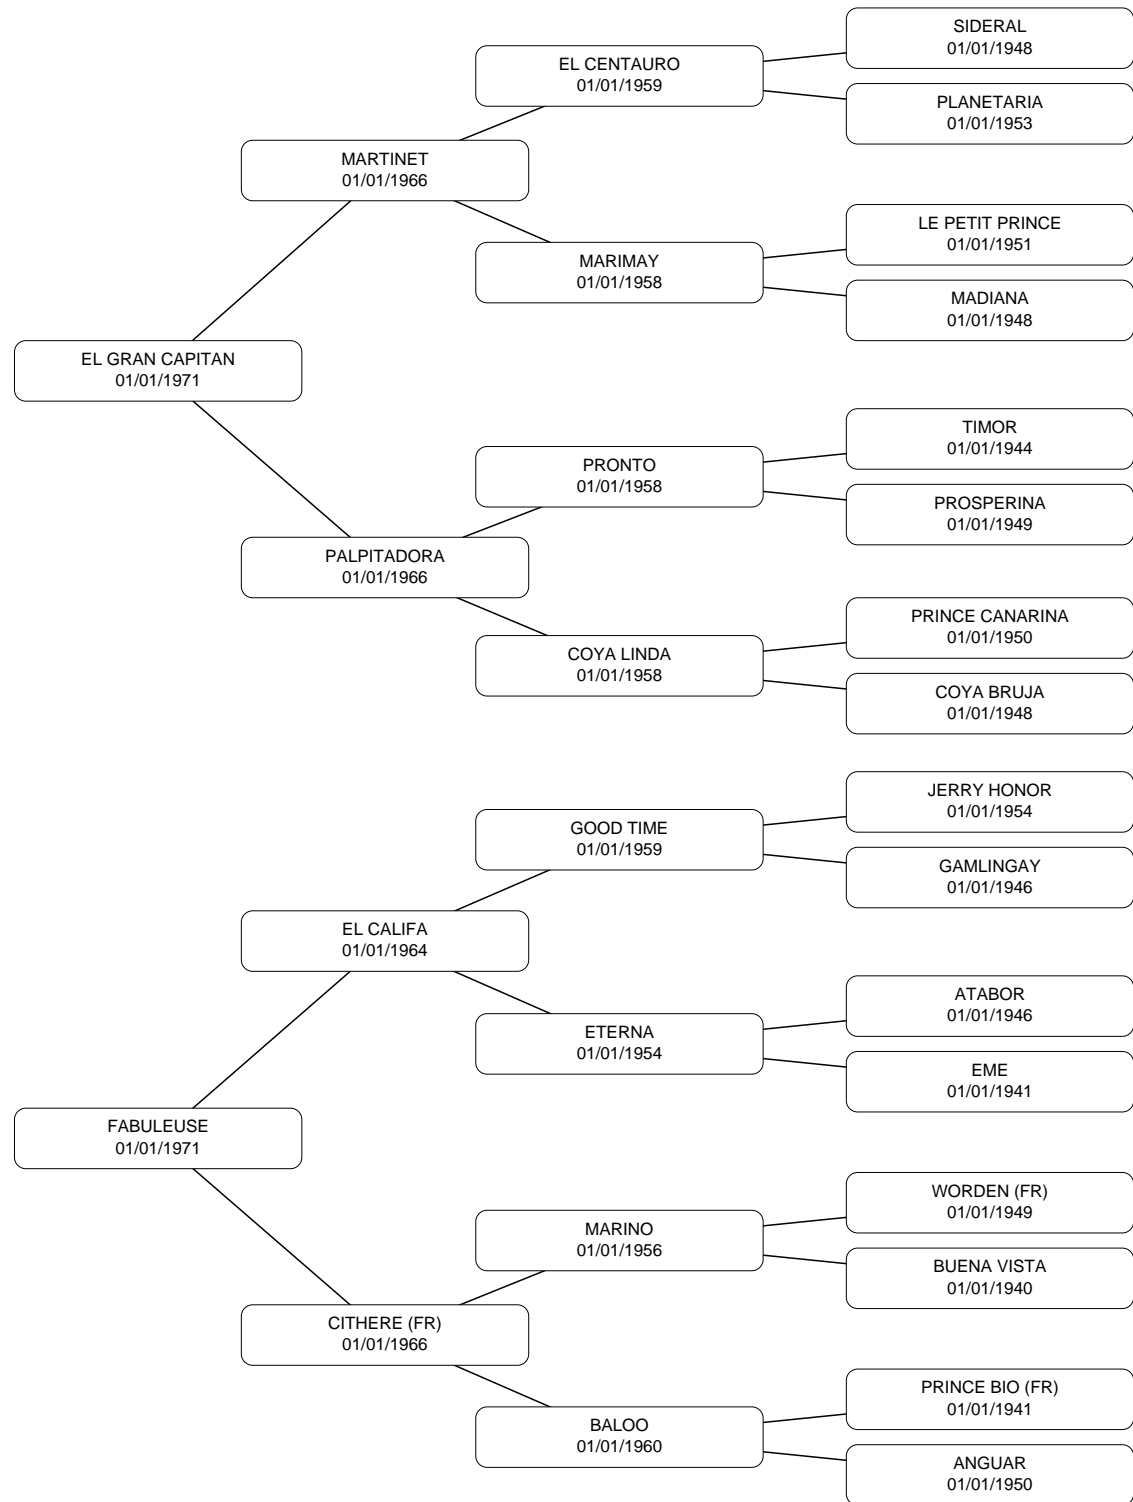 SIDERAL
01/01/1948
EL CENTAURO
01/01/1959
PLANETARIA
01/01/1953
MARTINET
01/01/1966
LE PETIT PRINCE
01/01/1951
MARIMAY
01/01/1958
MADIANA
01/01/1948
EL GRAN CAPITAN
01/01/1971
TIMOR
01/01/1944
PRONTO
01/01/1958
PROSPERINA
01/01/1949
PALPITADORA
01/01/1966
PRINCE CANARINA
01/01/1950
COYA LINDA
01/01/1958
COYA BRUJA
01/01/1948
JERRY HONOR
01/01/1954
GOOD TIME
01/01/1959
GAMLINGAY
01/01/1946
EL CALIFA
01/01/1964
ATABOR
01/01/1946
ETERNA
01/01/1954
EME
01/01/1941
FABULEUSE
01/01/1971
WORDEN (FR)
01/01/1949
MARINO
01/01/1956
BUENA VISTA
01/01/1940
CITHERE (FR)
01/01/1966
PRINCE BIO (FR)
01/01/1941
BALOO
01/01/1960
ANGUAR
01/01/1950